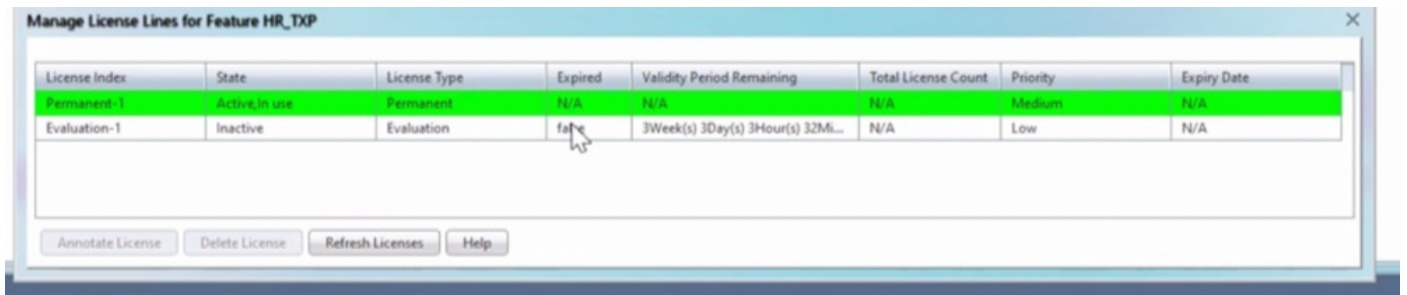 Manage License Lines for Feature HR_TXP
License Index State License Type Expired Validity Period Remaining Total License Count Priority Expiry Date
Permanent-1 Active,In use Permanent N/A N/A N/A Medium N/A
Evaluation-1 Inactive Evaluation false 3Week(s) 3Day(s) 3Hour(s) 32Mi... N/A Low N/A
Annotate License Delete License Refresh Licenses Help